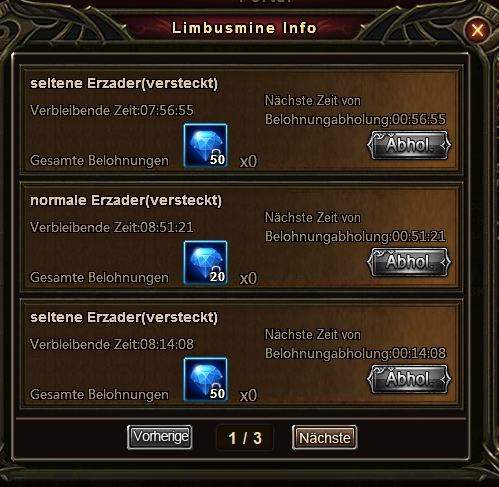 Limbusmine Info
seltene Erzader(versteckt)
Verbleibende Zeit:07:56:55
Nächste Zeit von
Belohnungabholung:00:56:55
Abhol.
Gesamte Belohnungen 50 x0
normale Erzader(versteckt)
Verbleibende Zeit:08:51:21
Nächste Zeit von
Belohnungabholung:00:51:21
Abhol.
Gesamte Belohnungen 20 x0
seltene Erzader(versteckt)
Verbleibende Zeit:08:14:08
Nächste Zeit von
Belohnungabholung:00:14:08
Abhol.
Gesamte Belohnungen 50 x0
Vorherige 1 / 3 Nächste